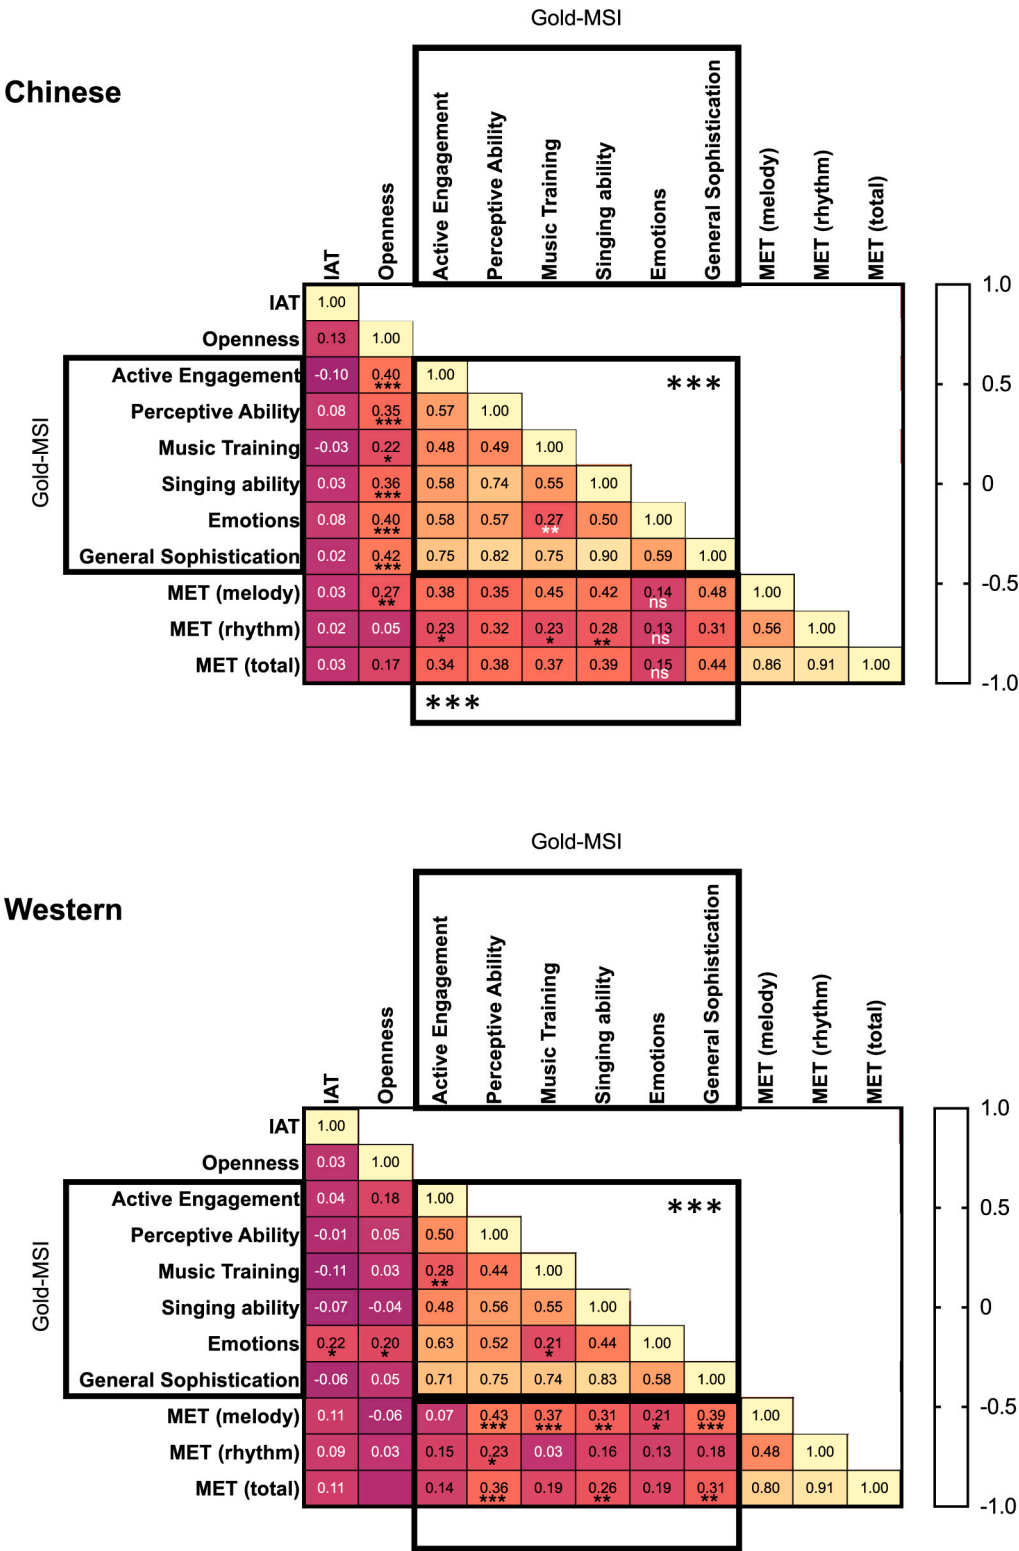 Gold-MSI
Chinese
IAT
Openness
Active Engagement
Perceptive Ability
Music Training
Singing ability
Emotions
General Sophistication
MET (melody)
MET (rhythm)
MET (total)
Gold-MSI
IAT 1.00
Openness 0.13 1.00
Active Engagement -0.10 0.40 *** 1.00 ***
Perceptive Ability 0.08 0.35 *** 0.57 1.00
Music Training -0.03 0.22 * 0.48 0.49 1.00
Singing ability 0.03 0.36 *** 0.58 0.74 0.55 1.00
Emotions 0.08 0.40 *** 0.58 0.57 0.27 ** 0.50 1.00
General Sophistication 0.02 0.42 *** 0.75 0.82 0.75 0.90 0.59 1.00
MET (melody) 0.03 0.27 ** 0.38 0.35 0.45 0.42 0.14 ns 0.48 1.00
MET (rhythm) 0.02 0.05 0.23 * 0.32 0.23 * 0.28 ** 0.13 ns 0.31 0.56 1.00
MET (total) 0.03 0.17 0.34 0.38 0.37 0.39 0.15 ns 0.44 0.86 0.91 1.00
***
1.0
0.5
0
-0.5
-1.0
Gold-MSI
Western
IAT
Openness
Active Engagement
Perceptive Ability
Music Training
Singing ability
Emotions
General Sophistication
MET (melody)
MET (rhythm)
MET (total)
Gold-MSI
IAT 1.00
Openness 0.03 1.00
Active Engagement 0.04 0.18 1.00 ***
Perceptive Ability -0.01 0.05 0.50 1.00
Music Training -0.11 0.03 0.28 ** 0.44 1.00
Singing ability -0.07 -0.04 0.48 0.56 0.55 1.00
Emotions 0.22 * 0.20 * 0.63 0.52 0.21 * 0.44 1.00
General Sophistication -0.06 0.05 0.71 0.75 0.74 0.83 0.58 1.00
MET (melody) 0.11 -0.06 0.07 0.43 *** 0.37 *** 0.31 ** 0.21 * 0.39 *** 1.00
MET (rhythm) 0.09 0.03 0.15 0.23 * 0.03 0.16 0.13 0.18 0.48 1.00
MET (total) 0.11 0.14 0.36 *** 0.19 0.26 ** 0.19 0.31 ** 0.80 0.91 1.00
1.0
0.5
0
-0.5
-1.0